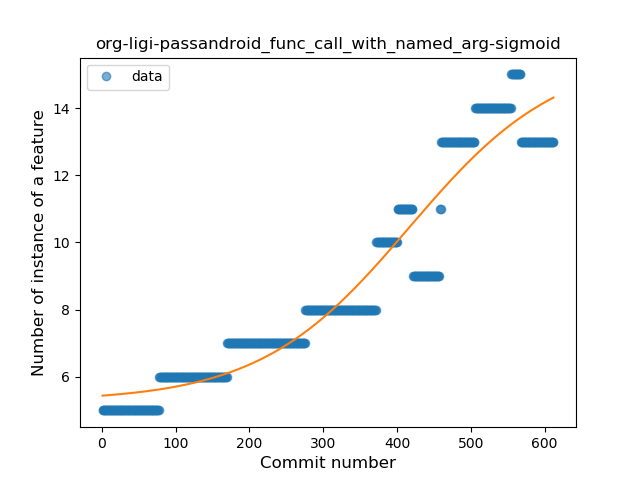 org-ligi-passandroid_func_call_with_named_arg-sigmoid
data
Number of instance of a feature
14
12
10
8
6
0 100 200 300 400 500 600
Commit number